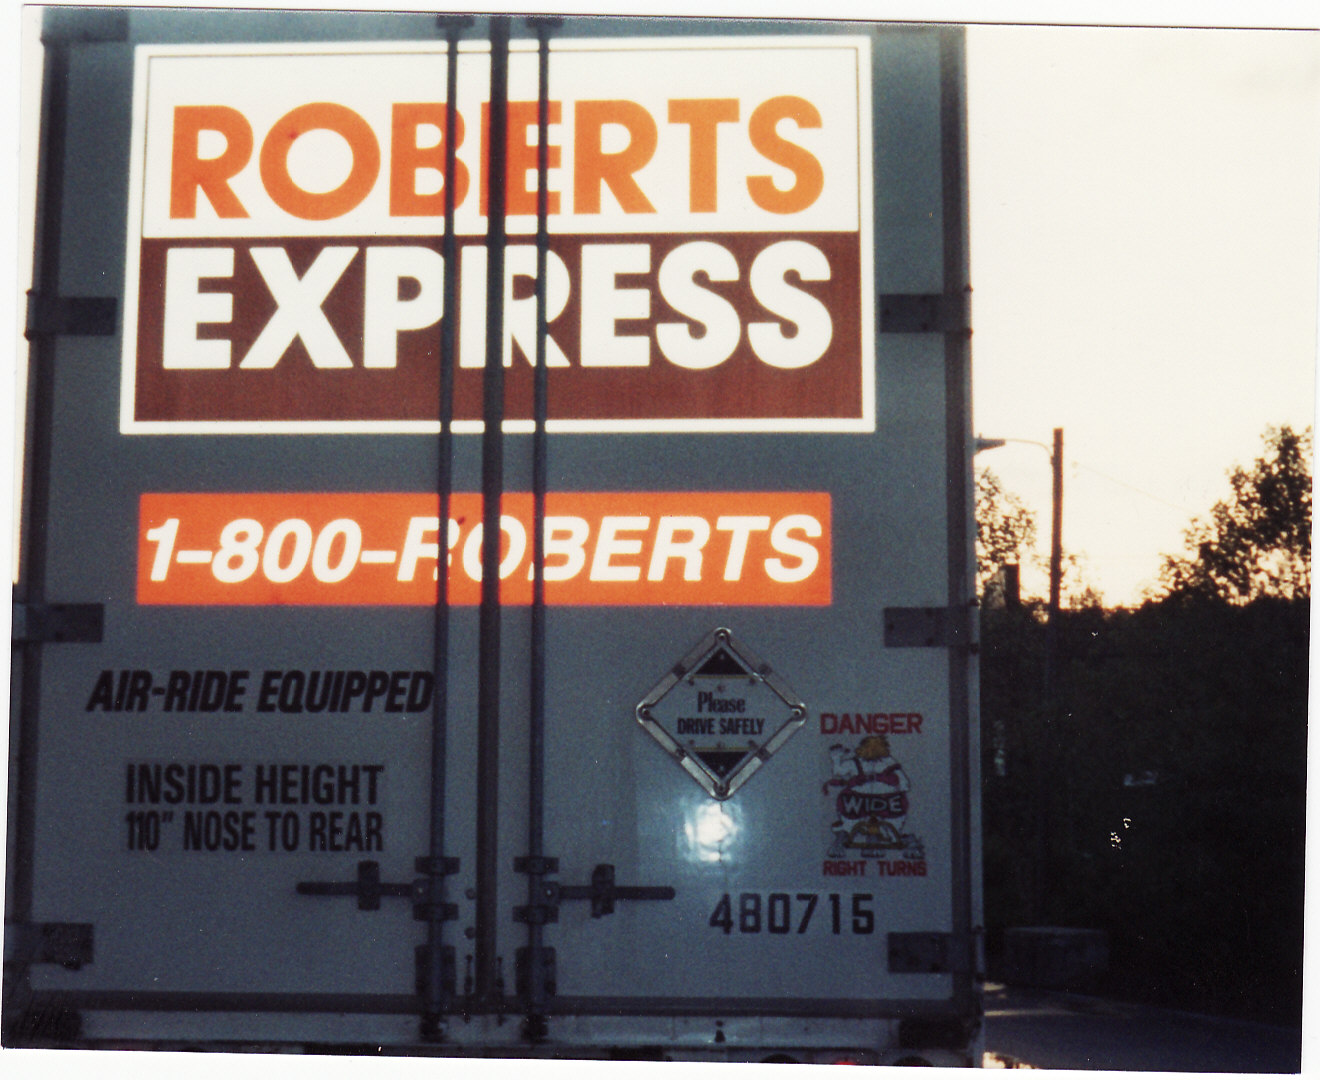 ROBERTS
EXPRESS
1-800-ROBERTS
AIR-RIDE EQUIPPED
INSIDE HEIGHT
110" NOSE TO REAR
Please
DRIVE SAFELY
DANGER
WIDE
RIGHT TURNS
480715